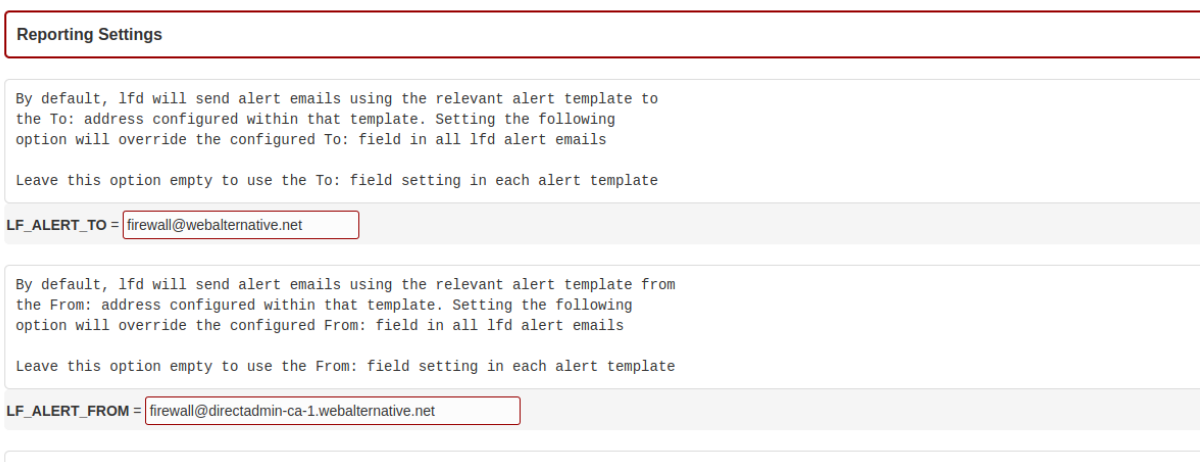 Reporting Settings
By default, lfd will send alert emails using the relevant alert template to
the To: address configured within that template. Setting the following
option will override the configured To: field in all lfd alert emails
Leave this option empty to use the To: field setting in each alert template
LF_ALERT_TO = firewall@webalternative.net
By default, lfd will send alert emails using the relevant alert template from
the From: address configured within that template. Setting the following
option will override the configured From: field in all lfd alert emails
Leave this option empty to use the From: field setting in each alert template
LF_ALERT_FROM = firewall@directadmin-ca-1.webalternative.net